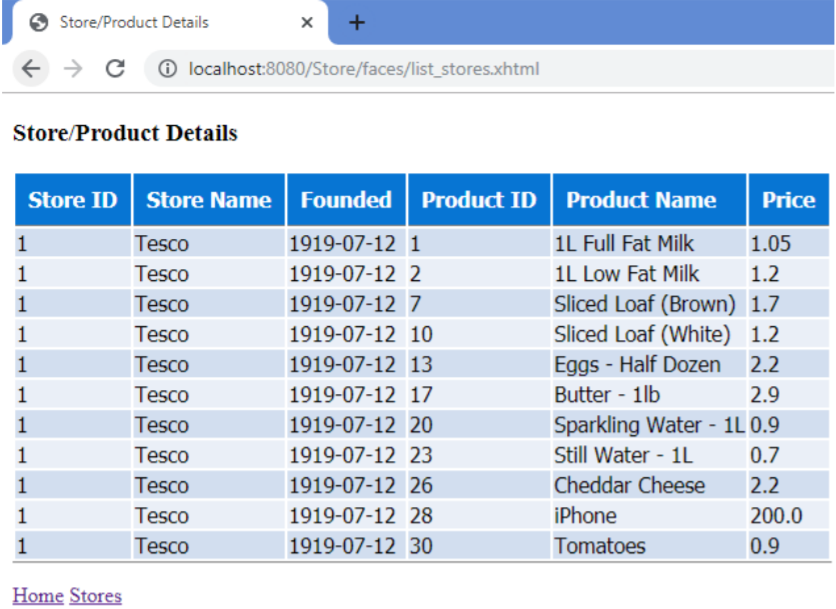 Store/Product Details
localhost:8080/Store/faces/list_stores.xhtml
Store/Product Details
Store ID Store Name Founded Product ID Product Name Price
1 Tesco 1919-07-12 1 1L Full Fat Milk 1.05
1 Tesco 1919-07-12 2 1L Low Fat Milk 1.2
1 Tesco 1919-07-12 7 Sliced Loaf (Brown) 1.7
1 Tesco 1919-07-12 10 Sliced Loaf (White) 1.2
1 Tesco 1919-07-12 13 Eggs - Half Dozen 2.2
1 Tesco 1919-07-12 17 Butter - 1lb 2.9
1 Tesco 1919-07-12 20 Sparkling Water - 1L 0.9
1 Tesco 1919-07-12 23 Still Water - 1L 0.7
1 Tesco 1919-07-12 26 Cheddar Cheese 2.2
1 Tesco 1919-07-12 28 iPhone 200.0
1 Tesco 1919-07-12 30 Tomatoes 0.9
Home Stores